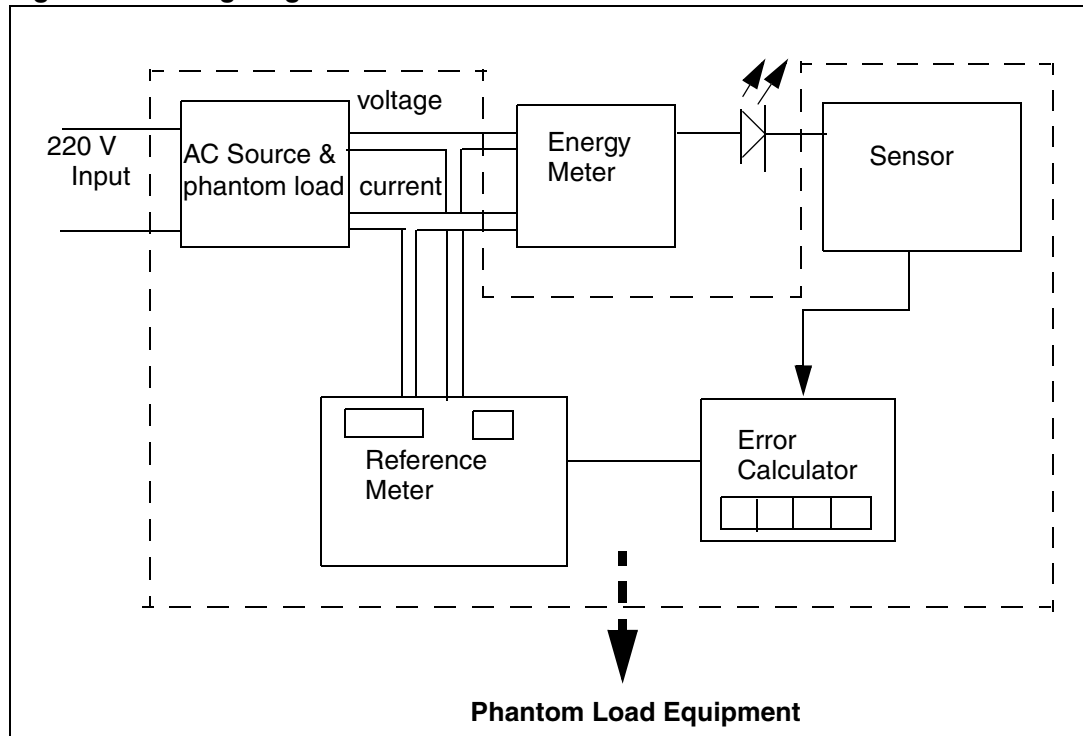 voltage
220 V
Input
AC Source &
phantom load
current
Energy
Meter
Sensor
Reference
Meter
Error
Calculator
Phantom Load Equipment